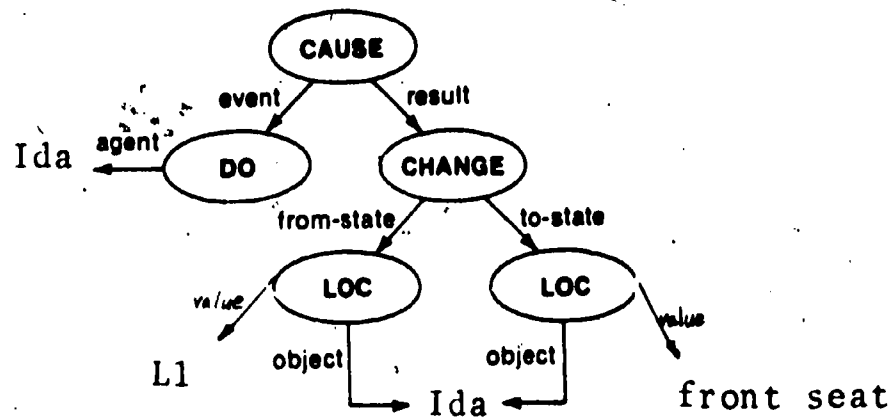 CAUSE
event result
Ida agent DO CHANGE
from-state to-state
value LOC LOC value
L1 object object front seat
Ida